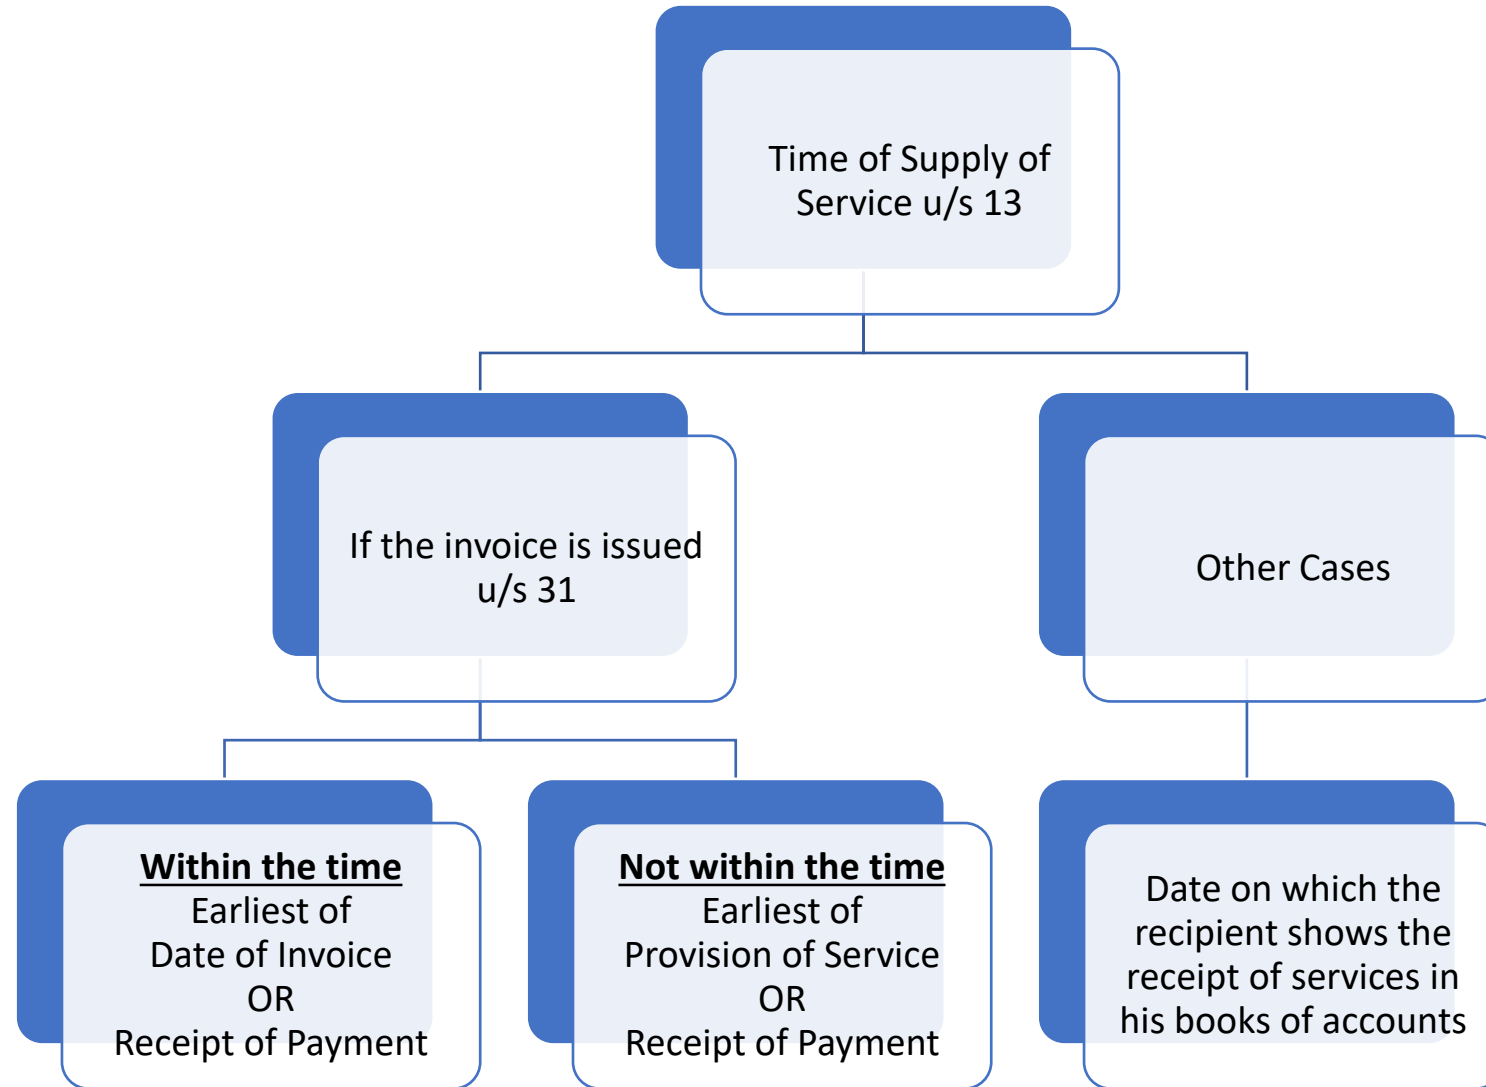 Time of Supply of
Service u/s 13
If the invoice is issued
u/s 31
Other Cases
Within the time
Earliest of
Date of Invoice
OR
Receipt of Payment
Not within the time
Earliest of
Provision of Service
OR
Receipt of Payment
Date on which the
recipient shows the
receipt of services in
his books of accounts